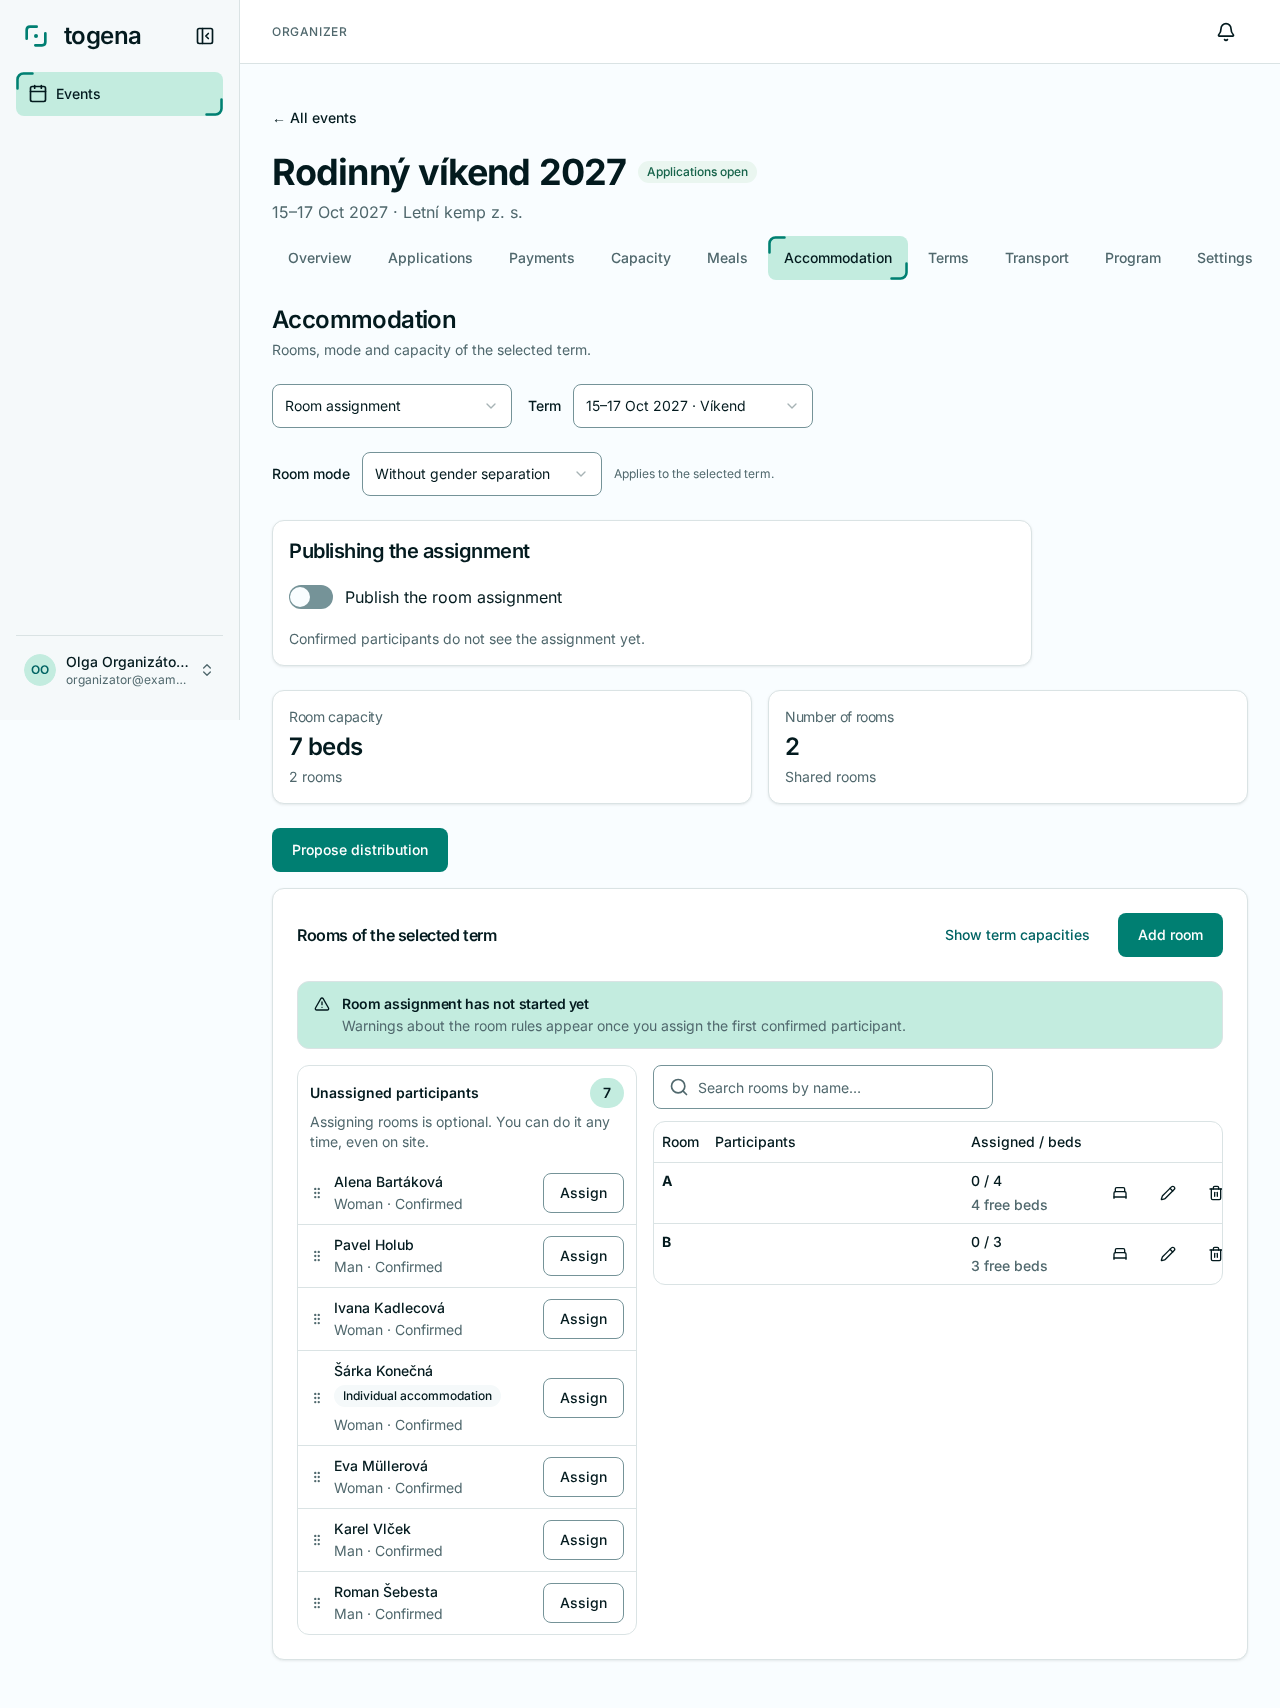 togena
ORGANIZER
Events
← All events
Rodinný víkend 2027 Applications open
15–17 Oct 2027 · Letní kemp z. s.
Overview Applications Payments Capacity Meals Accommodation Terms Transport Program Settings
Accommodation
Rooms, mode and capacity of the selected term.
Room assignment Term 15–17 Oct 2027 · Víkend
Room mode Without gender separation Applies to the selected term.
Publishing the assignment
Publish the room assignment
Confirmed participants do not see the assignment yet.
OO Olga Organizáto...
organizator@exam...
Room capacity
7 beds
2 rooms
Number of rooms
2
Shared rooms
Propose distribution
Rooms of the selected term Show term capacities Add room
Room assignment has not started yet
Warnings about the room rules appear once you assign the first confirmed participant.
Unassigned participants 7
Assigning rooms is optional. You can do it any
time, even on site.
Alena Bartáková
Woman · Confirmed
Assign
Pavel Holub
Man · Confirmed
Assign
Ivana Kadlecová
Woman · Confirmed
Assign
Šárka Konečná
Individual accommodation
Woman · Confirmed
Assign
Eva Müllerová
Woman · Confirmed
Assign
Karel Vlček
Man · Confirmed
Assign
Roman Šebesta
Man · Confirmed
Assign
Search rooms by name...
Room Participants Assigned / beds
A 0 / 4
4 free beds
B 0 / 3
3 free beds